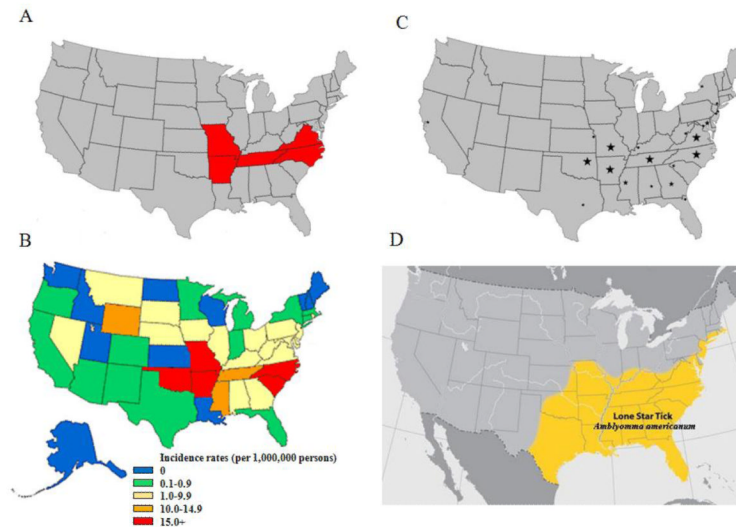 A
C
B
D
Lone Star Tick
Amblyomma americanum
Incidence rates (per 1,000,000 persons)
0
0.1-0.9
1.0-9.9
10.0-14.9
15.0+